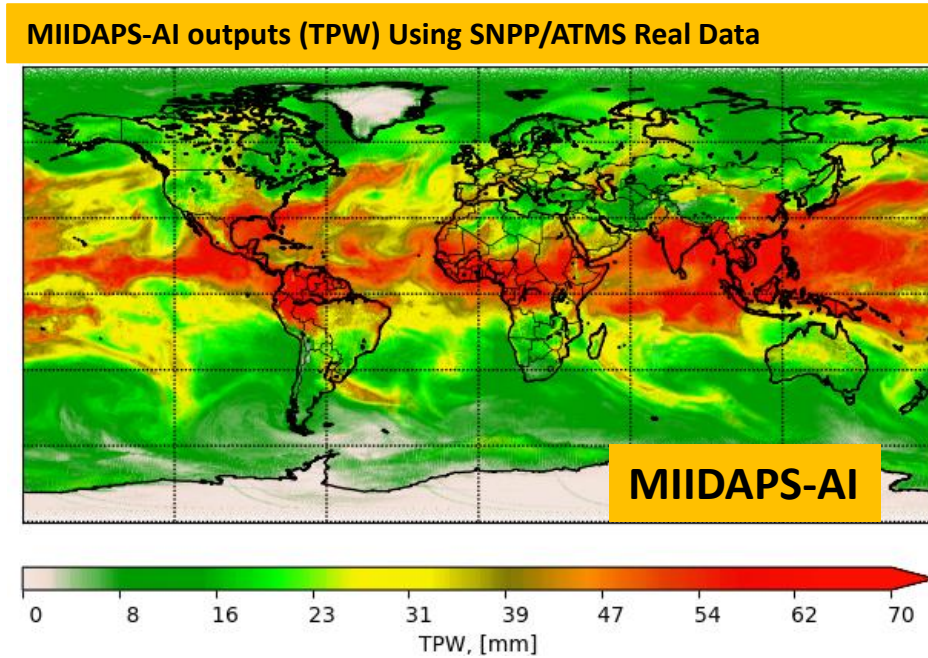 MIIDAPS-AI outputs (TPW) Using SNPP/ATMS Real Data
MIIDAPS-AI
0 8 16 23 31 39 47 54 62 70
TPW, [mm]